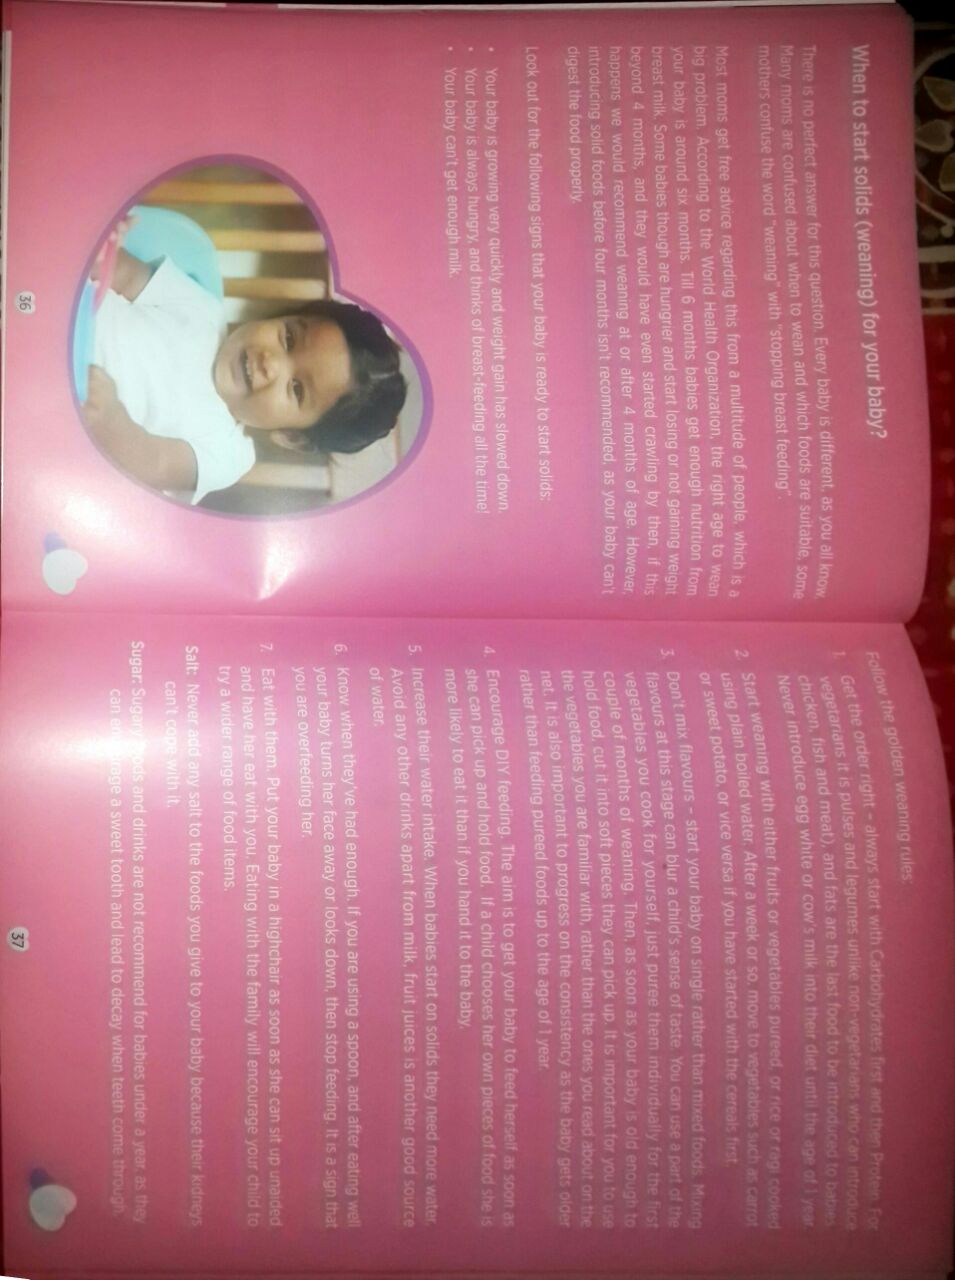 When to start solids (weaning) for your baby?
There is no perfect answer for this question. Every baby is different, as you all know.
Many moms are confused about when to wean and which foods are suitable, some
mothers confuse the word "weaning" with "stopping breast feeding".
Most moms get free advice regarding this from a multitude of people, which is a
big problem. According to the World Health Organization, the right age to wean
your baby is around six months. Till 6 months babies get enough nutrition from
breast milk. Some babies though are hungrier and start losing or not gaining weight
beyond 4 months, and they would have even started crawling by then, if this
happens we would recommend weaning at or after 4 months of age. However,
introducing solid foods before four months isn't recommended, as your baby can't
digest the food properly.
Look out for the following signs that your baby is ready to start solids:
• Your baby is growing very quickly and weight gain has slowed down.
• Your baby is always hungry, and thinks of breast-feeding all the time!
• Your baby can't get enough milk.
36
Follow the golden weaning rules:
1. Get the order right – always start with Carbohydrates first and then Protein. For
vegetarians it is pulses and legumes unlike non-vegetarians who can introduce
chicken, fish and meat), and fats are the last food to be introduced to babies
Never introduce egg white or cow's milk into their diet until the age of 1 year.
2. Start weaning with either fruits or vegetables pureed, or rice or ragi cooked
using plain boiled water. After a week or so, move to vegetables such as carrot
or sweet potato, or vice versa if you have started with the cereals first.
3. Don't mix flavours – start your baby on single rather than mixed foods. Mixing
flavours at this stage can blur a child's sense of taste. You can use a part of the
vegetables you cook for yourself, just puree them individually for the first
couple of months of weaning. Then, as soon as your baby is old enough to
hold food, cut it into soft pieces they can pick up. It is important for you to use
the vegetables you are familiar with, rather than the ones you read about on the
net. It is also important to progress on the consistency as the baby gets older
rather than feeding pureed foods up to the age of 1 year.
4. Encourage DIY feeding. The aim is to get your baby to feed herself as soon as
she can pick up and hold food. If a child chooses her own pieces of food she is
more likely to eat it than if you hand it to the baby.
5. Increase their water intake. When babies start on solids they need more water.
Avoid any other drinks apart from milk, fruit juices is another good source
of water.
6. Know when they've had enough. If you are using a spoon, and after eating well
your baby turns her face away or looks down, then stop feeding. It is a sign that
you are overfeeding her.
7. Eat with them. Put your baby in a highchair as soon as she can sit up unaided
and have her eat with you. Eating with the family will encourage your child to
try a wider range of food items.
Salt: Never add any salt to the foods you give to your baby because their kidneys
can't cope with it.
Sugar: Sugary foods and drinks are not recommend for babies under a year, as they
can encourage a sweet tooth and lead to decay when teeth come through.
37